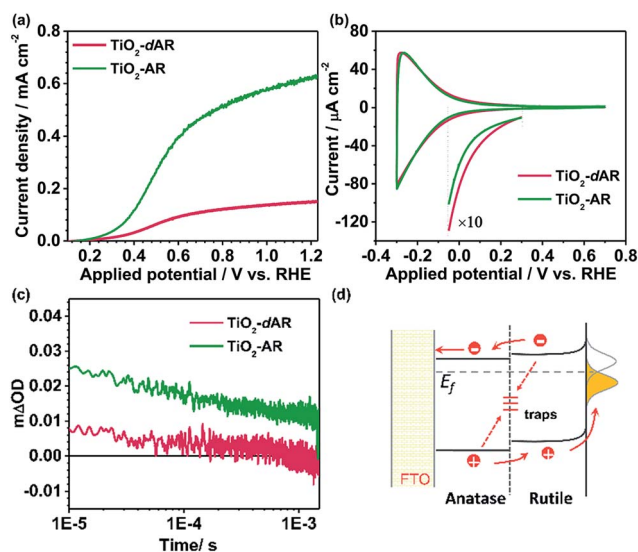 (a)
TiO2-dAR
TiO2-AR
Current density / mA cm-2
0.6
0.4
0.2
0.0
0.2 0.4 0.6 0.8 1.0 1.2
Applied potential / V vs. RHE
(b)
Current / μA cm-2
80
40
0
-40
-80
-120
×10
TiO2-dAR
TiO2-AR
-0.4 -0.2 0.0 0.2 0.4 0.6 0.8
Applied potential / V vs. RHE
(c)
TiO2-dAR
TiO2-AR
mΔOD
0.04
0.03
0.02
0.01
0.00
-0.01
1E-5 1E-4 1E-3
Time/ s
(d)
Ef
traps
FTO
Anatase Rutile